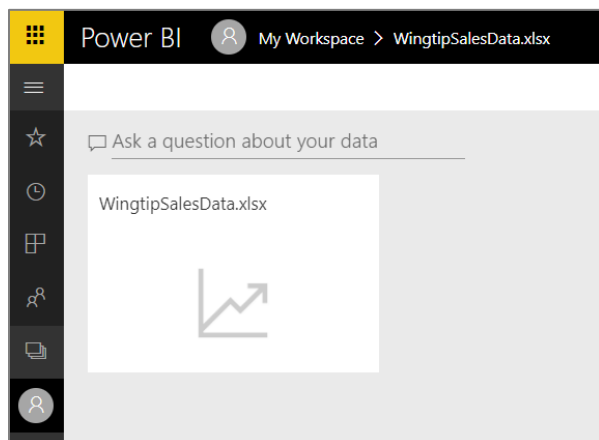 Power BI My Workspace > WingtipSalesData.xlsx
Ask a question about your data
WingtipSalesData.xlsx